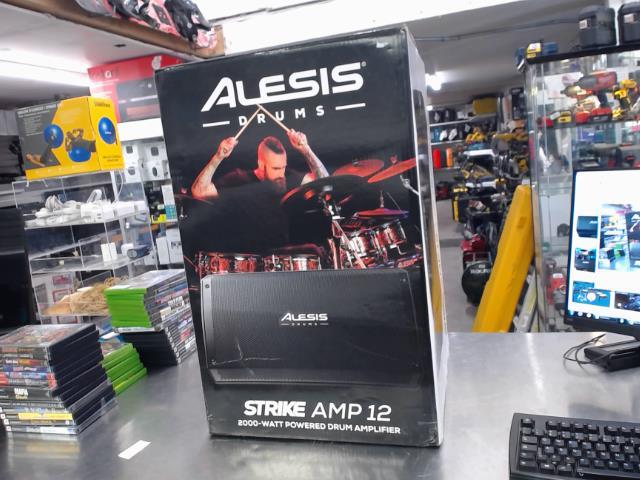 ALESIS®
DRUMS
ALESIS
DRUMS
STRIKE AMP 12
2000-WATT POWERED DRUM AMPLIFIER